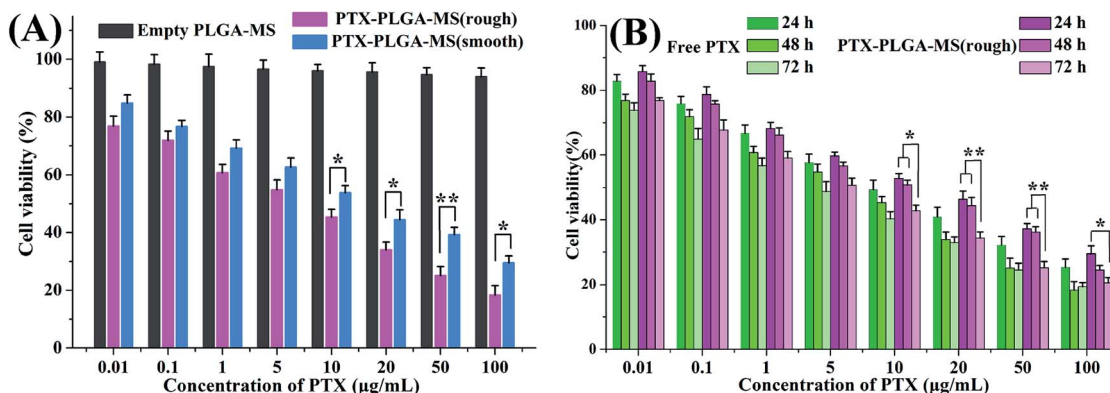 (A)
Empty PLGA-MS
PTX-PLGA-MS(rough)
PTX-PLGA-MS(smooth)
Cell viability (%)
100
80
60
40
20
0
* * ** *
0.01 0.1 1 5 10 20 50 100
Concentration of PTX (μg/mL)
(B)
Free PTX
24 h
48 h
72 h
PTX-PLGA-MS(rough)
24 h
48 h
72 h
Cell viability(%)
100
80
60
40
20
0
* ** ** *
0.01 0.1 1 5 10 20 50 100
Concentration of PTX (μg/mL)